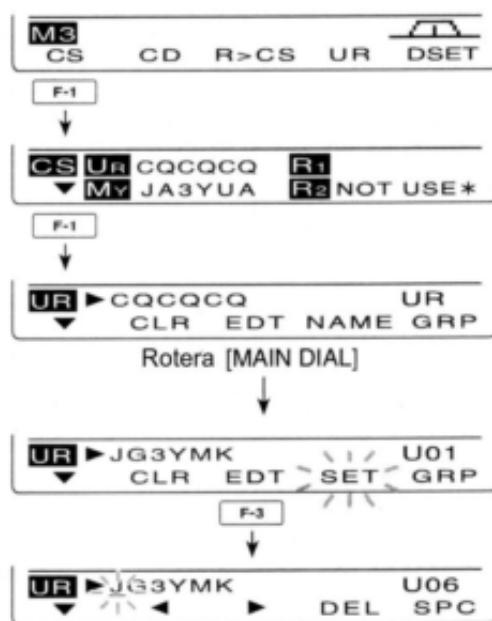 M3
CS CD R>CS UR DSET
F-1
CS UR CQCQCQ R1
▼ MY JA3YUA R2 NOT USE*
F-1
UR ►CQCQCQ UR
▼ CLR EDT NAME GRP
Rotera [MAIN DIAL]
UR ►JG3YMK U01
▼ CLR EDT SET GRP
F-3
UR ►JG3YMK U06
▼ ◄ ► DEL SPC